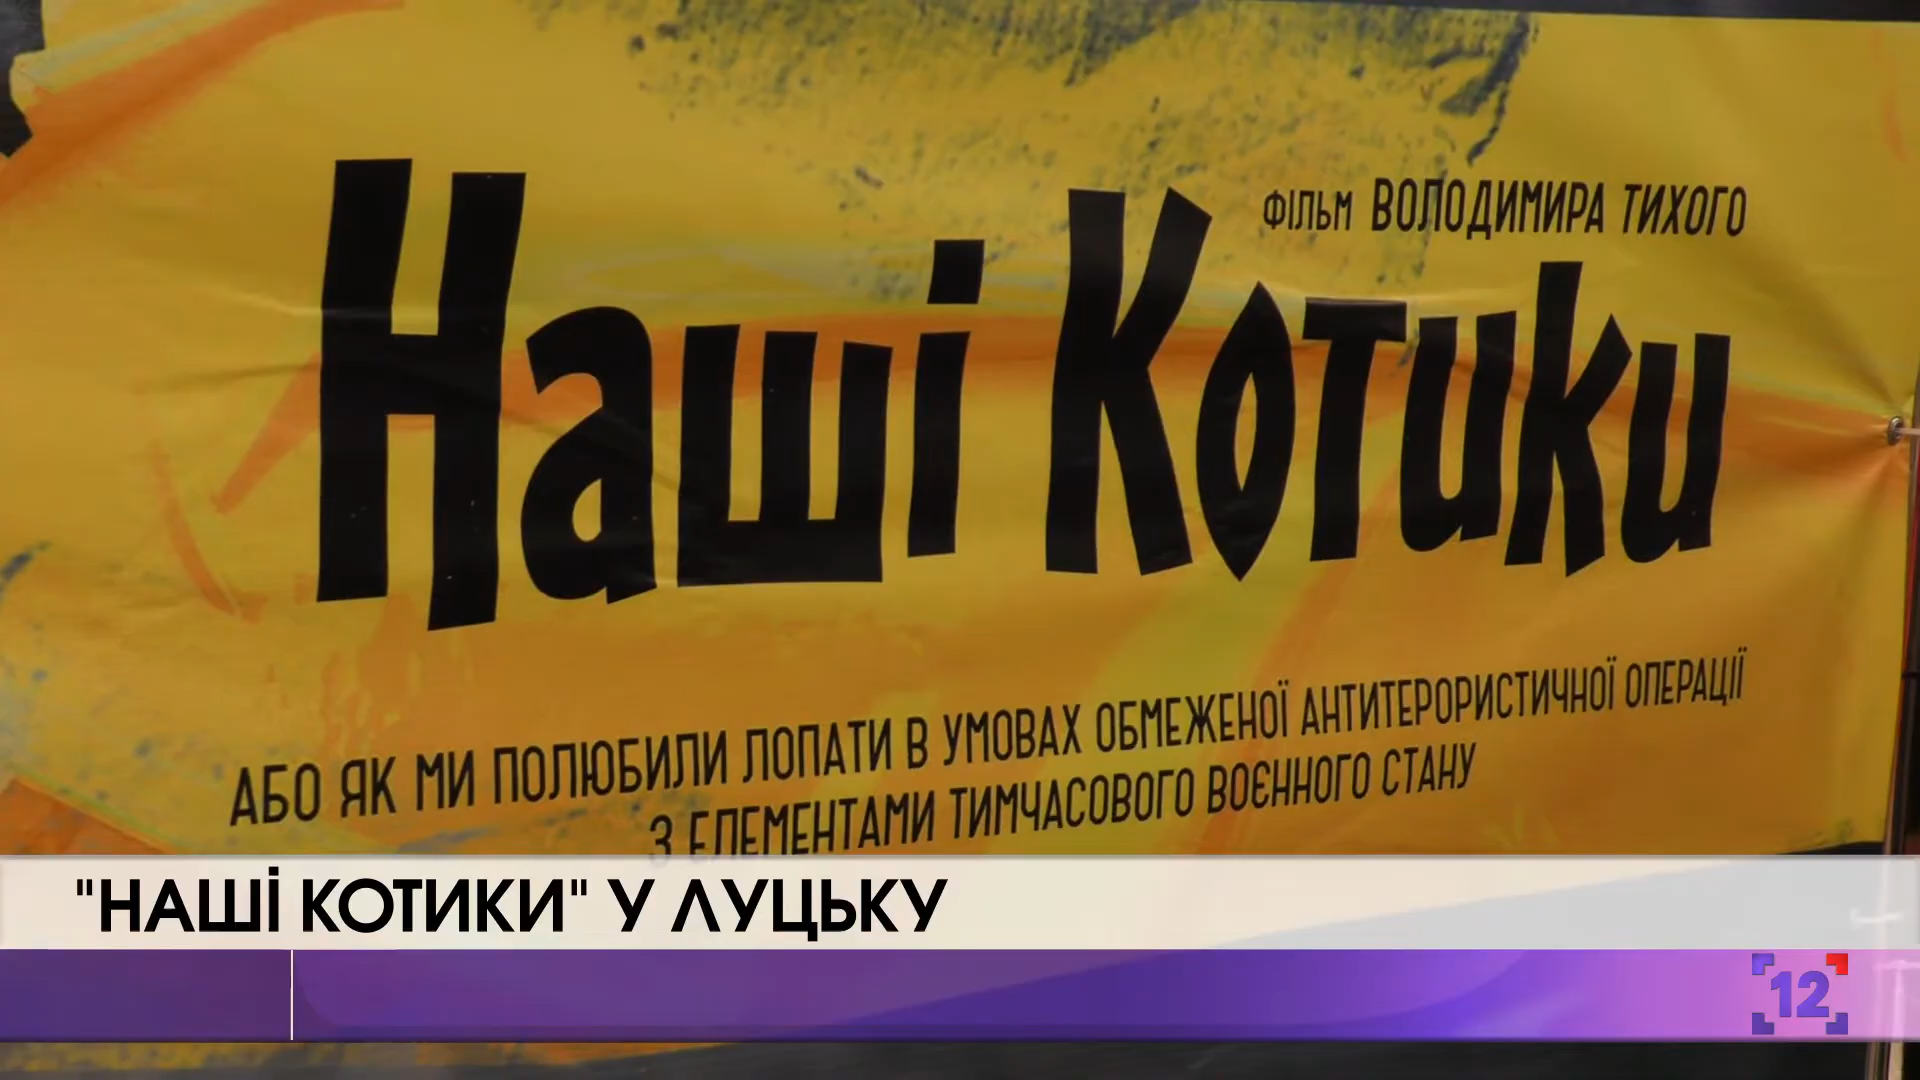 ФІЛЬМ ВОЛОДИМИРА ТИХОГО
Наші Котики
АБО ЯК МИ ПОЛЮБИЛИ ЛОПАТИ В УМОВАХ ОБМЕЖЕНОЇ АНТИТЕРОРИСТИЧНОЇ ОПЕРАЦІЇ
З ЕЛЕМЕНТАМИ ТИМЧАСОВОГО ВОЄННОГО СТАНУ
"НАШІ КОТИКИ" У ЛУЦЬКУ
12